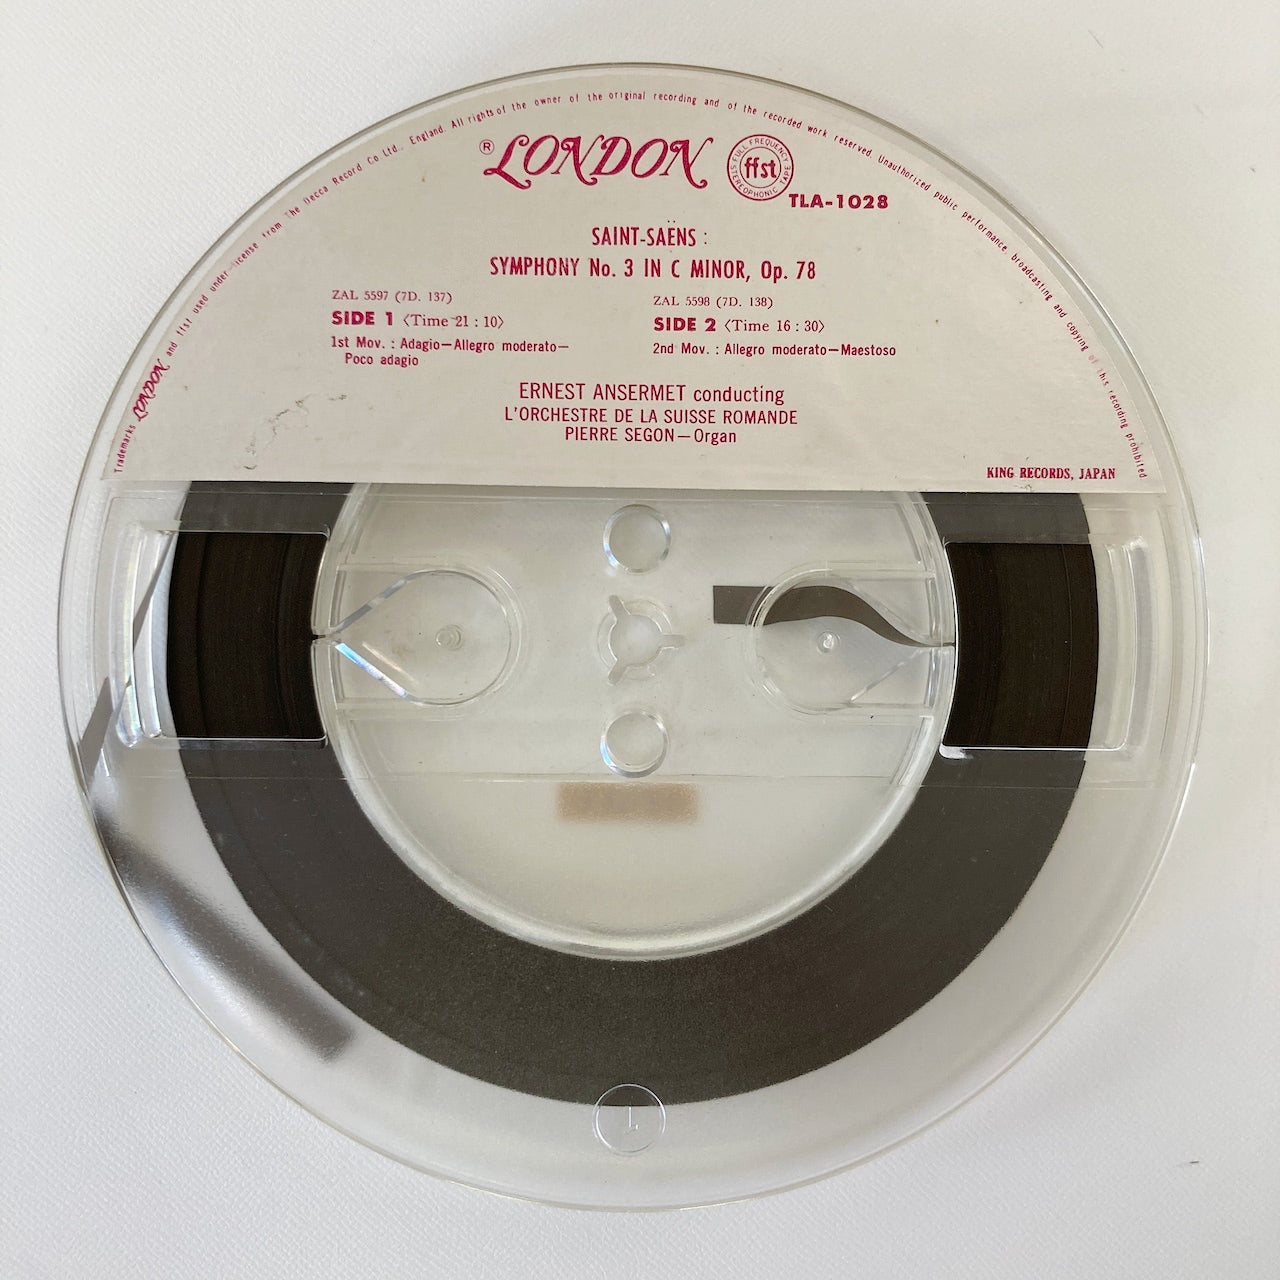 Trademarks LONDON and ffst used under license from The Decca Record Co Ltd., England. All rights of the owner of the original recording and of the recorded work reserved. Unauthorized public performance, broadcasting and copying of this recording prohibited.
® LONDON
FULL FREQUENCY
ffst
STEREOPHONIC TAPE
TLA-1028
SAINT-SAËNS :
SYMPHONY No. 3 IN C MINOR, Op. 78
ZAL 5597 (7D. 137)
SIDE 1 〈Time 21 : 10〉
1st Mov. : Adagio—Allegro moderato—
Poco adagio
ZAL 5598 (7D. 138)
SIDE 2 〈Time 16 : 30〉
2nd Mov. : Allegro moderato—Maestoso
ERNEST ANSERMET conducting
L'ORCHESTRE DE LA SUISSE ROMANDE
PIERRE SEGON—Organ
KING RECORDS, JAPAN